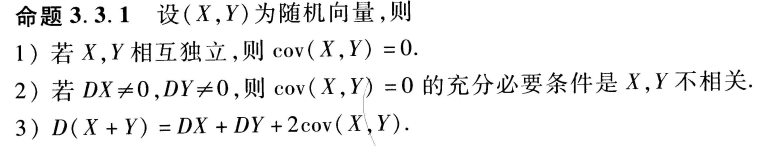 命题 3.3.1 设(X,Y)为随机向量,则
1) 若 X,Y 相互独立,则 cov(X,Y)=0.
2) 若 DX≠0,DY≠0,则 cov(X,Y)=0 的充分必要条件是 X,Y 不相关.
3) D(X+Y)=DX+DY+2cov(X,Y).